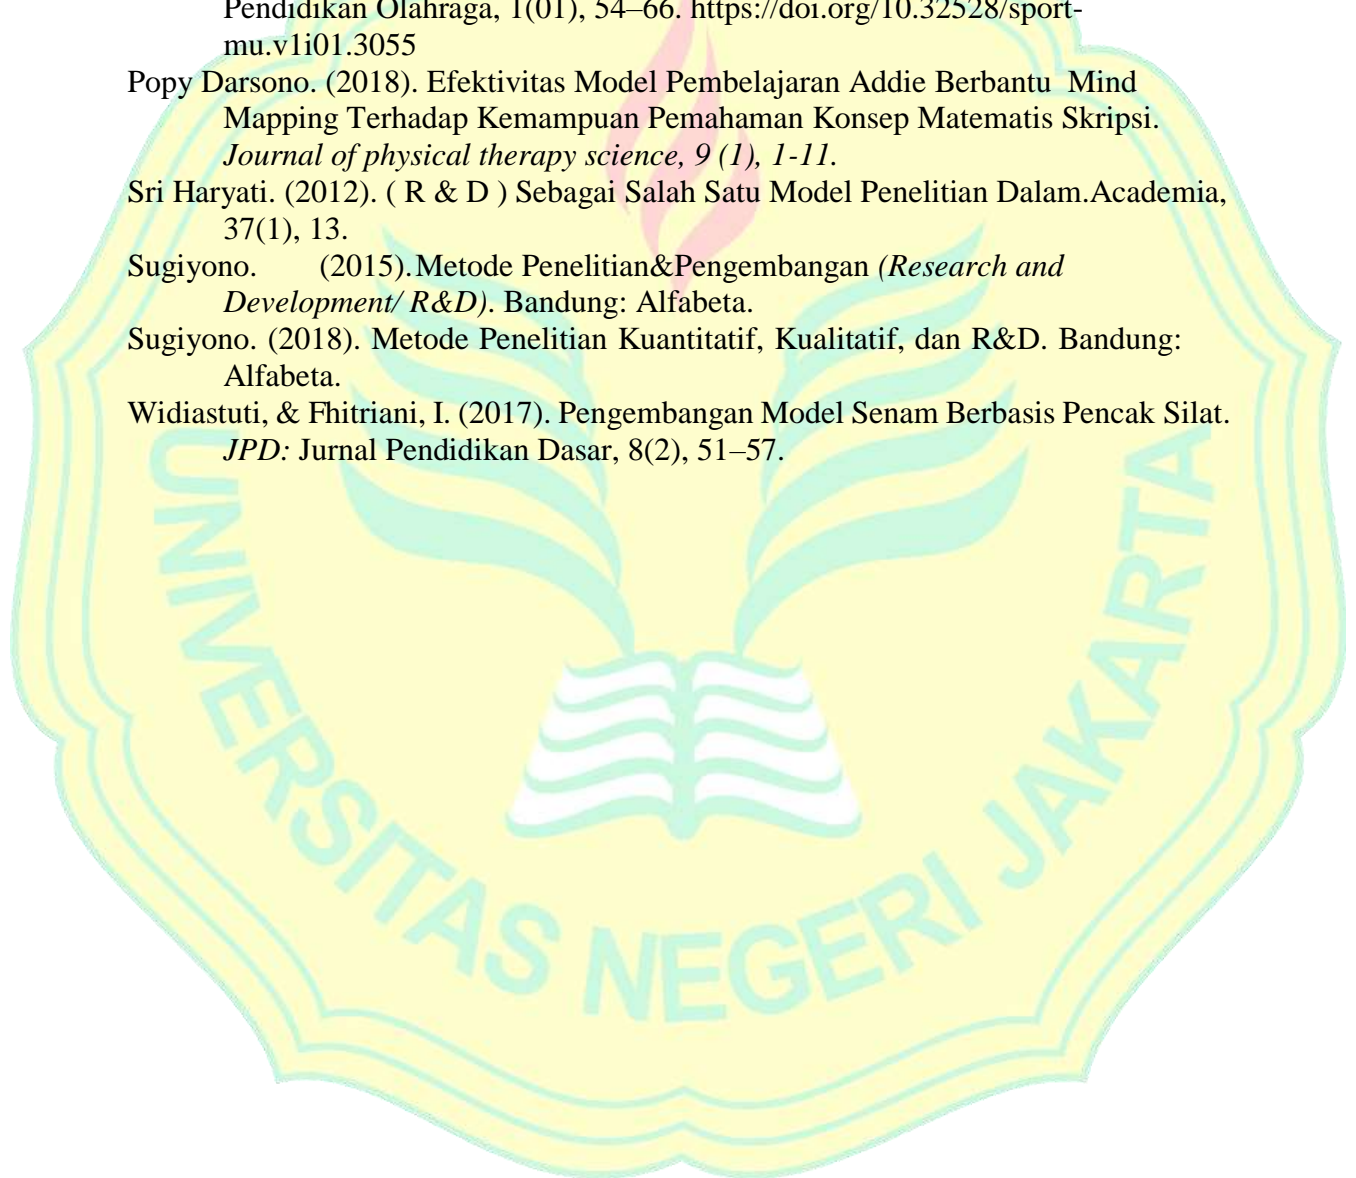 Pendidikan Olahraga, 1(01), 54–66. https://doi.org/10.32528/sport-
mu.v1i01.3055
Popy Darsono. (2018). Efektivitas Model Pembelajaran Addie Berbantu  Mind
Mapping Terhadap Kemampuan Pemahaman Konsep Matematis Skripsi.
Journal of physical therapy science, 9 (1), 1-11.
Sri Haryati. (2012). ( R & D ) Sebagai Salah Satu Model Penelitian Dalam.Academia,
37(1), 13.
Sugiyono. (2015).Metode Penelitian&Pengembangan (Research and
Development/ R&D). Bandung: Alfabeta.
Sugiyono. (2018). Metode Penelitian Kuantitatif, Kualitatif, dan R&D. Bandung:
Alfabeta.
Widiastuti, & Fhitriani, I. (2017). Pengembangan Model Senam Berbasis Pencak Silat.
JPD: Jurnal Pendidikan Dasar, 8(2), 51–57.
UNIVERSITAS NEGERI JAKARTA